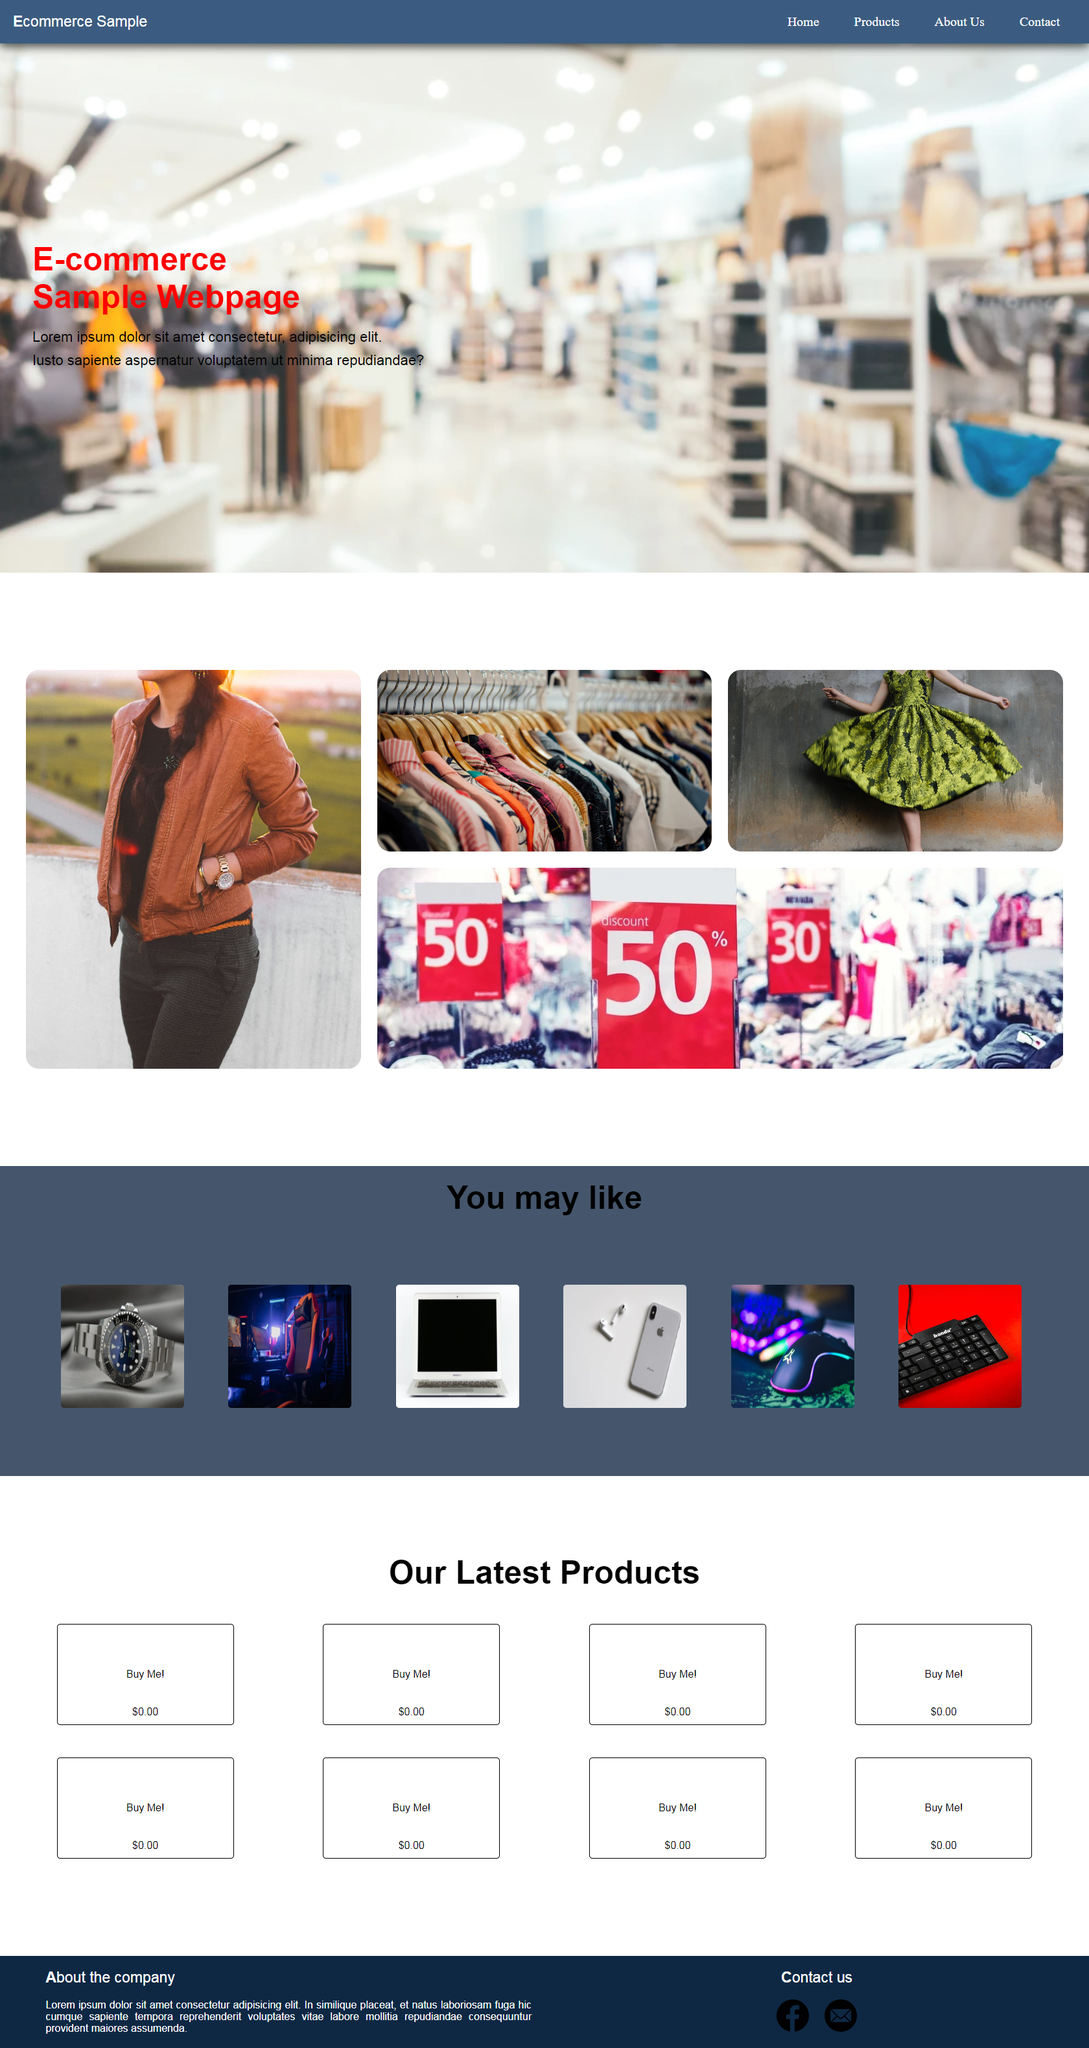 Ecommerce Sample
Home Products About Us Contact
E-commerce
Sample Webpage
Lorem ipsum dolor sit amet consectetur, adipisicing elit.
Iusto sapiente aspernatur voluptatem ut minima repudiandae?
discount
50%
discount
50%
30%
You may like
Our Latest Products
Buy Me!
$0.00
Buy Me!
$0.00
Buy Me!
$0.00
Buy Me!
$0.00
Buy Me!
$0.00
Buy Me!
$0.00
Buy Me!
$0.00
Buy Me!
$0.00
About the company
Lorem ipsum dolor sit amet consectetur adipisicing elit. In similique placeat, et natus laboriosam fuga hic
cumque sapiente tempora reprehenderit voluptates vitae labore mollitia repudiandae consequuntur
provident maiores assumenda.
Contact us